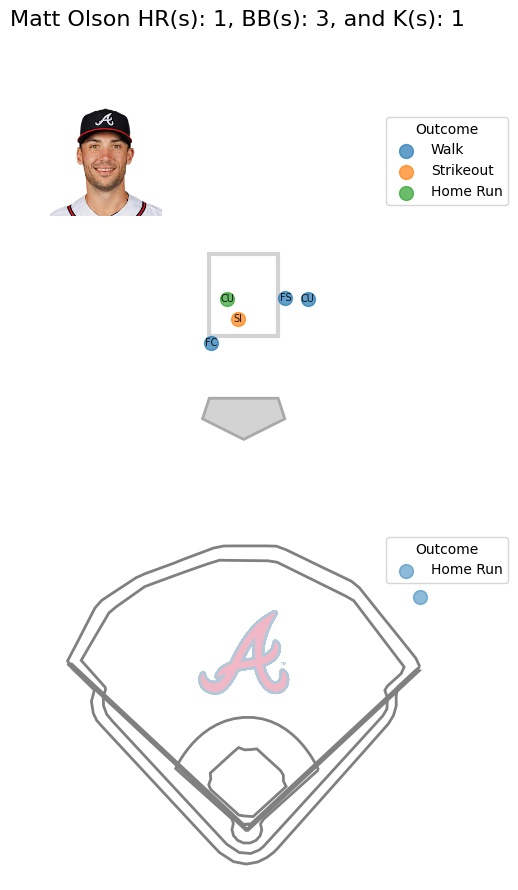 Matt Olson HR(s): 1, BB(s): 3, and K(s): 1
Outcome
Walk
Strikeout
Home Run
CU
FS
CU
SI
FC
Outcome
Home Run
A
TM